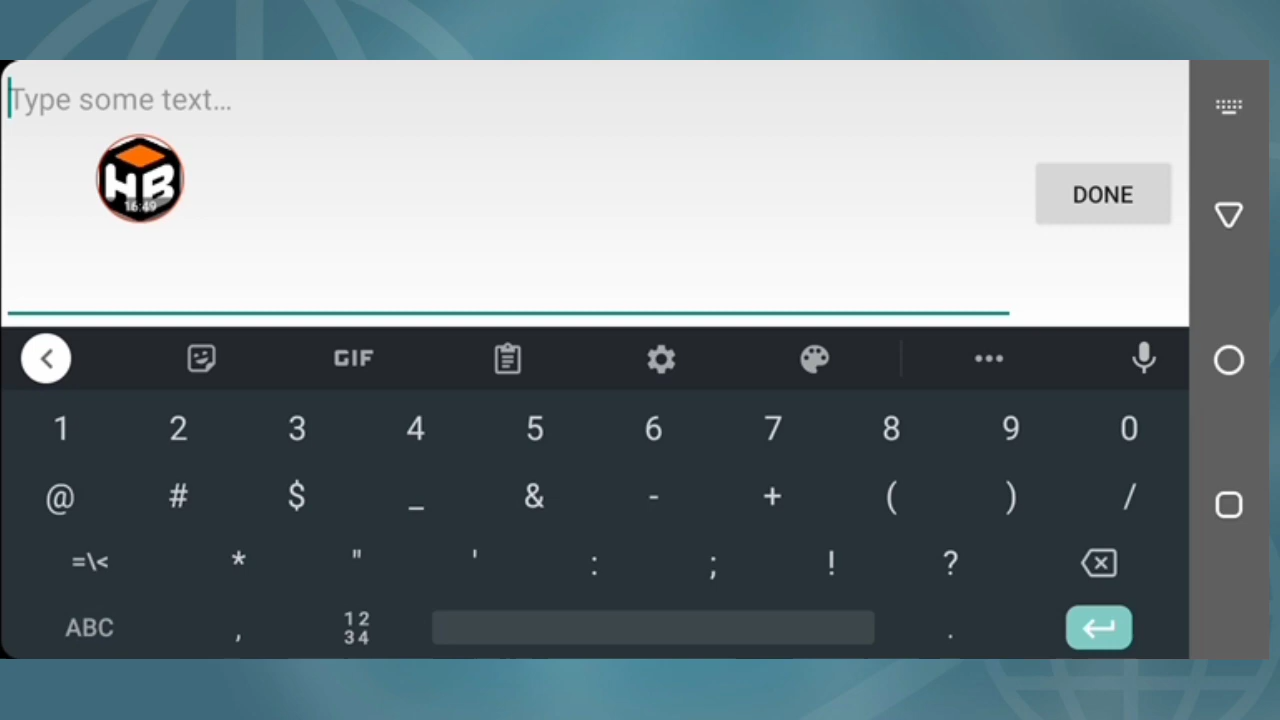 Type some text...
HB
16:49
DONE
GIF
1 2 3 4 5 6 7 8 9 0
@ # $ _ & - + ( ) /
=\< * " ' : ; ! ?
ABC , 12 34 .